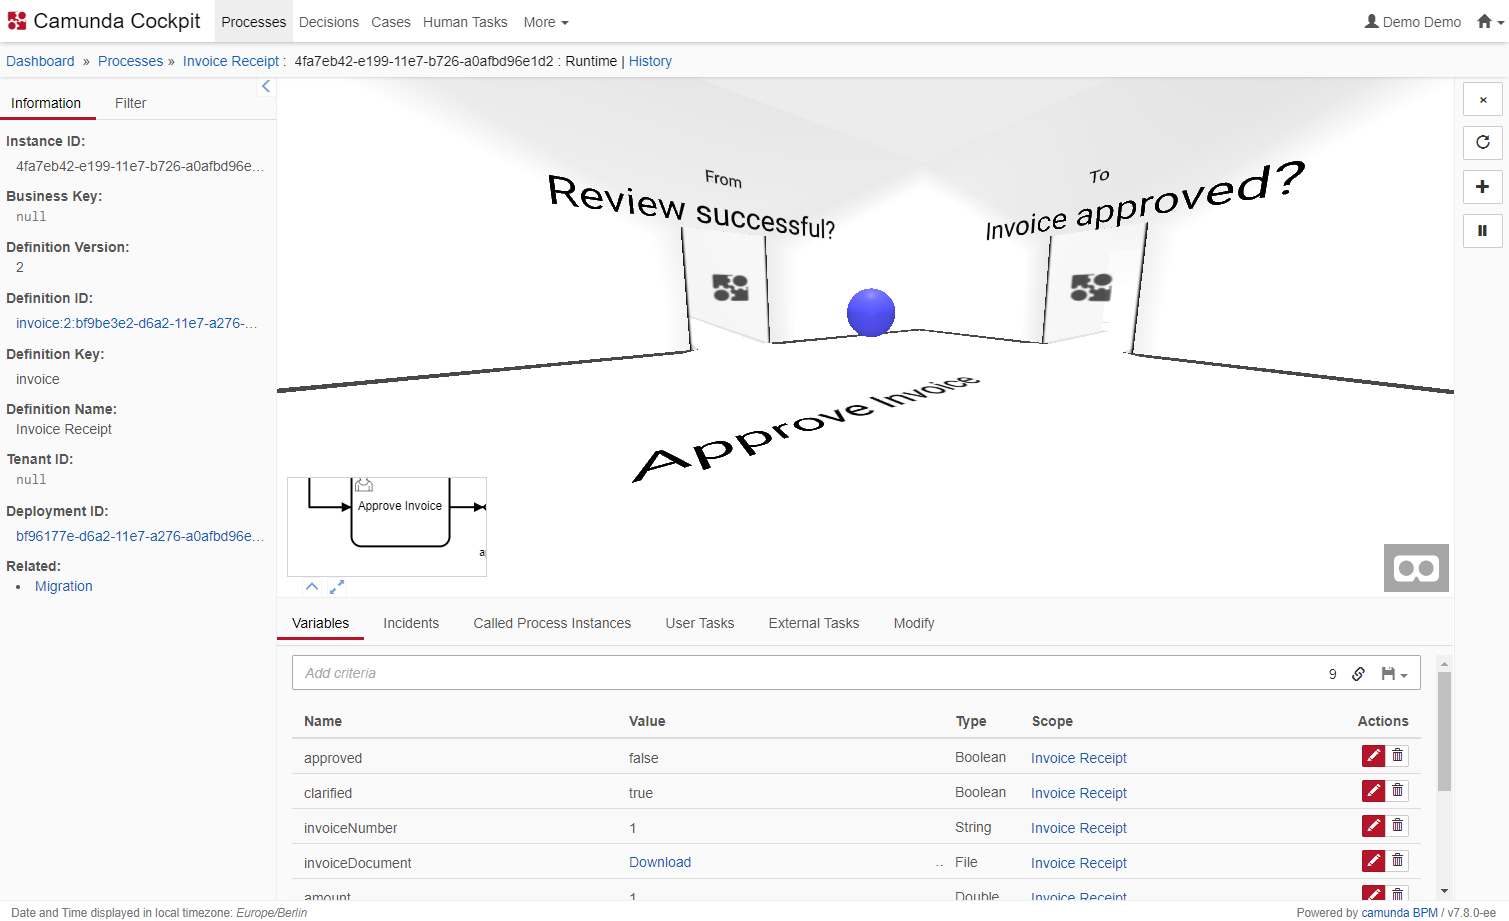 Camunda Cockpit Processes Decisions Cases Human Tasks More Demo Demo
Dashboard » Processes » Invoice Receipt : 4fa7eb42-e199-11e7-b726-a0afbd96e1d2 : Runtime | History
Information Filter
Instance ID:
4fa7eb42-e199-11e7-b726-a0afbd96e...
Business Key:
null
Definition Version:
2
Definition ID:
invoice:2:bf9be3e2-d6a2-11e7-a276-...
Definition Key:
invoice
Definition Name:
Invoice Receipt
Tenant ID:
null
Deployment ID:
bf96177e-d6a2-11e7-a276-a0afbd96e...
Related:
• Migration
From
Review successful?
To
Invoice approved?
Approve Invoice
Approve Invoice
Variables Incidents Called Process Instances User Tasks External Tasks Modify
Add criteria 9
Name Value Type Scope Actions
approved false Boolean Invoice Receipt
clarified true Boolean Invoice Receipt
invoiceNumber 1 String Invoice Receipt
invoiceDocument Download .. File Invoice Receipt
amount 1 Double Invoice Receipt
Date and Time displayed in local timezone: Europe/Berlin
Powered by camunda BPM / v7.8.0-ee